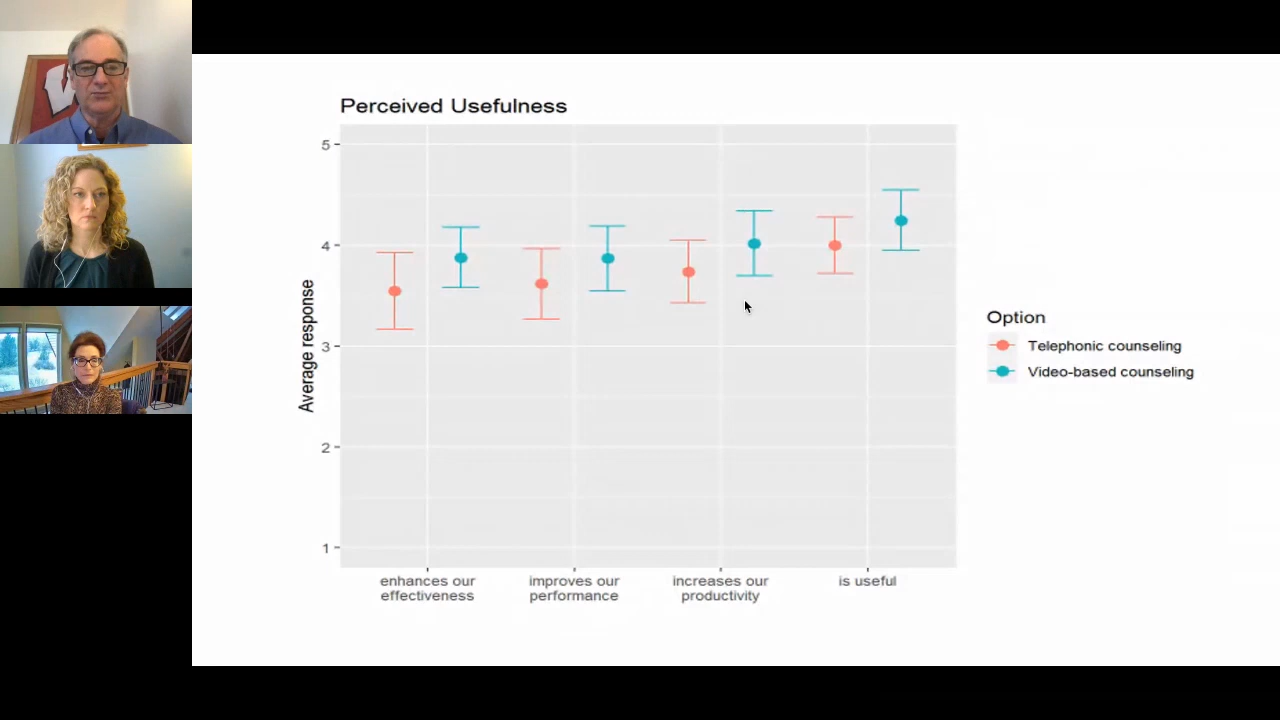 Perceived Usefulness
5
4
3
2
1
Average response
enhances our
effectiveness
improves our
performance
increases our
productivity
is useful
Option
Telephonic counseling
Video-based counseling
W